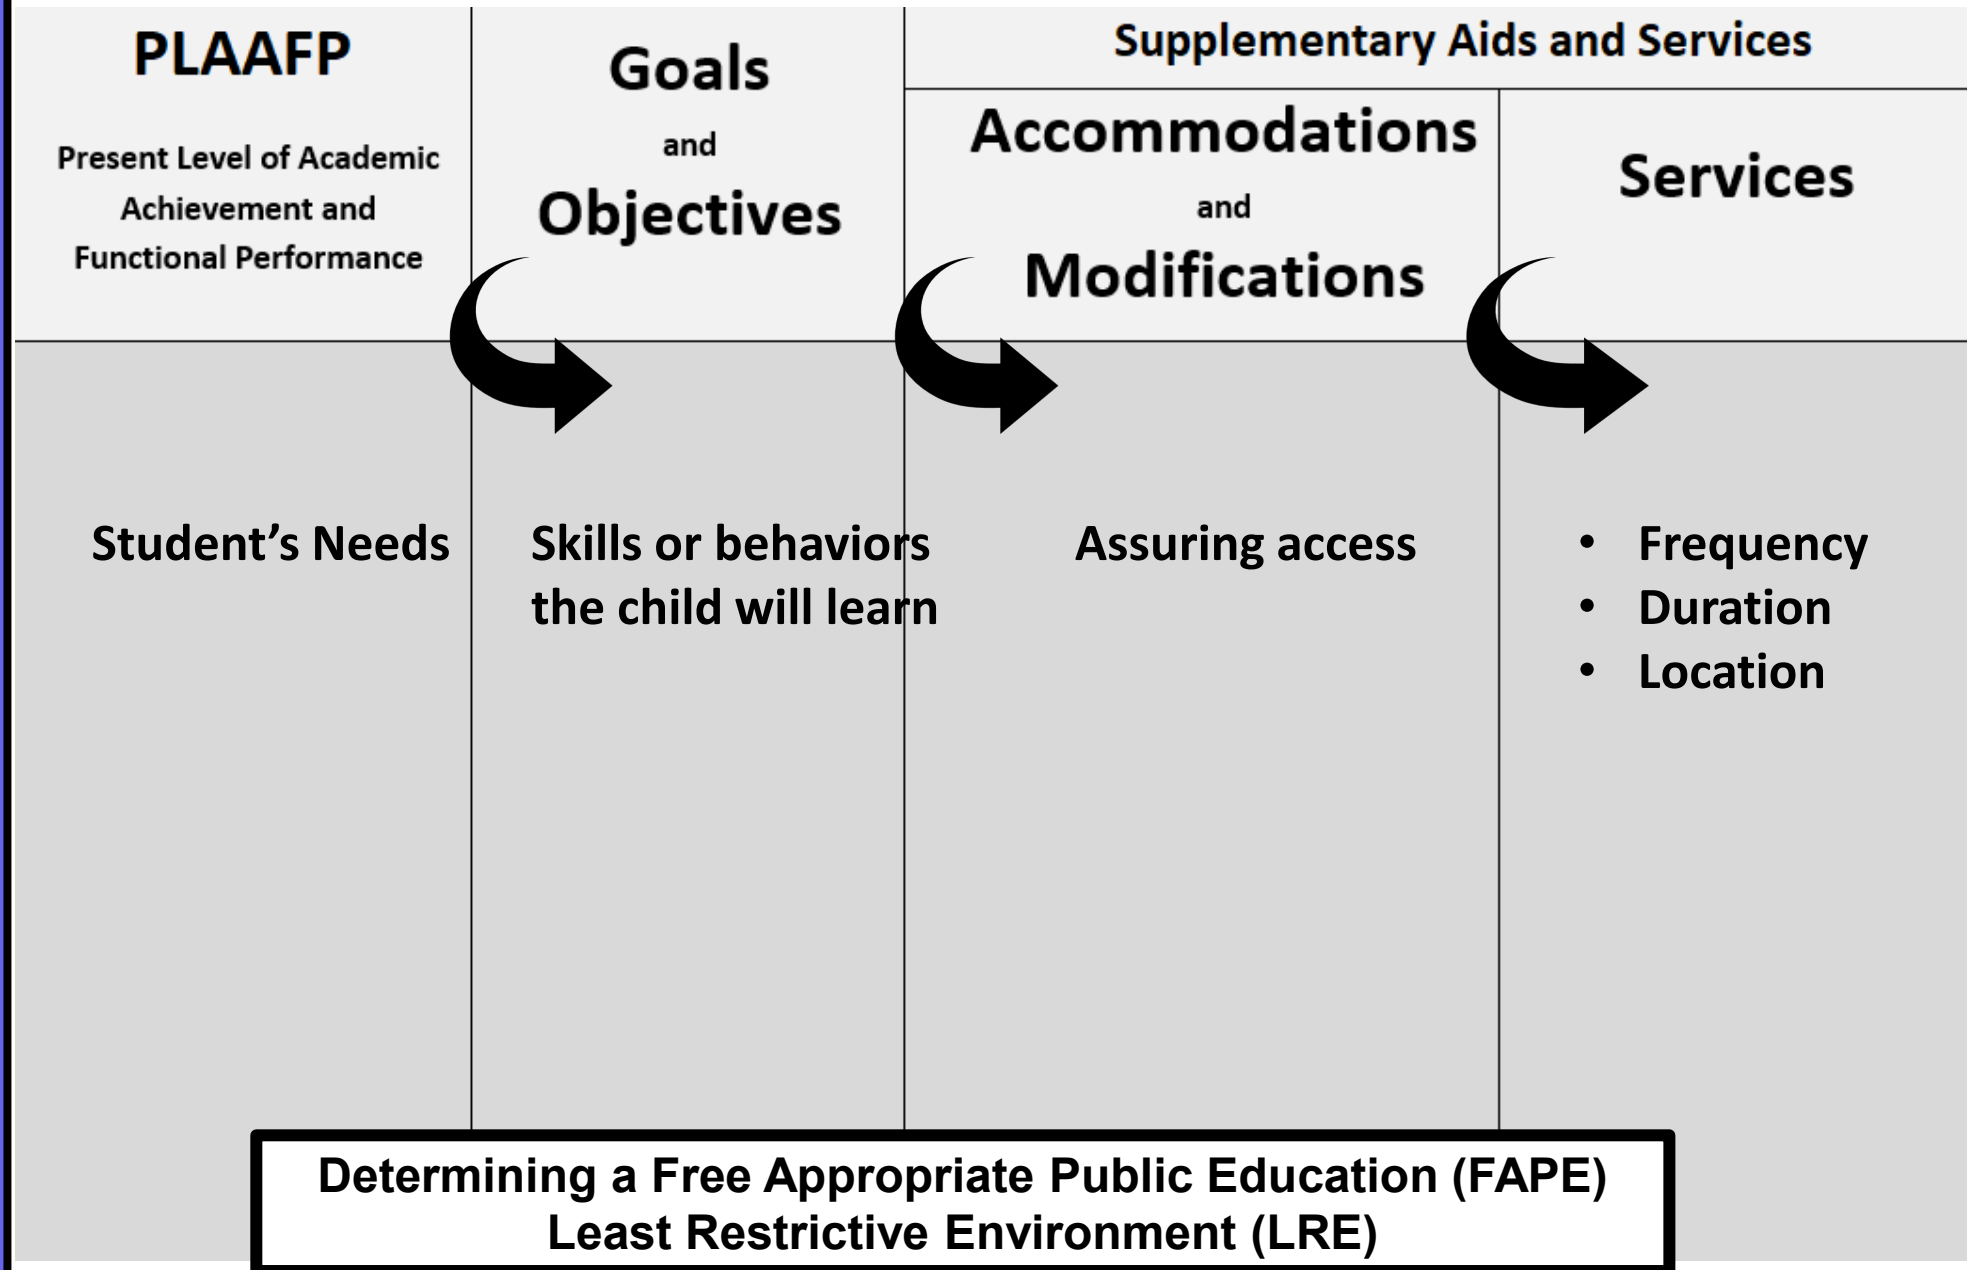 PLAAFP
Present Level of Academic
Achievement and
Functional Performance
Goals
and
Objectives
Supplementary Aids and Services
Accommodations
and
Modifications
Services
Student’s Needs
Skills or behaviors
the child will learn
Assuring access
• Frequency
• Duration
• Location
Determining a Free Appropriate Public Education (FAPE)
Least Restrictive Environment (LRE)